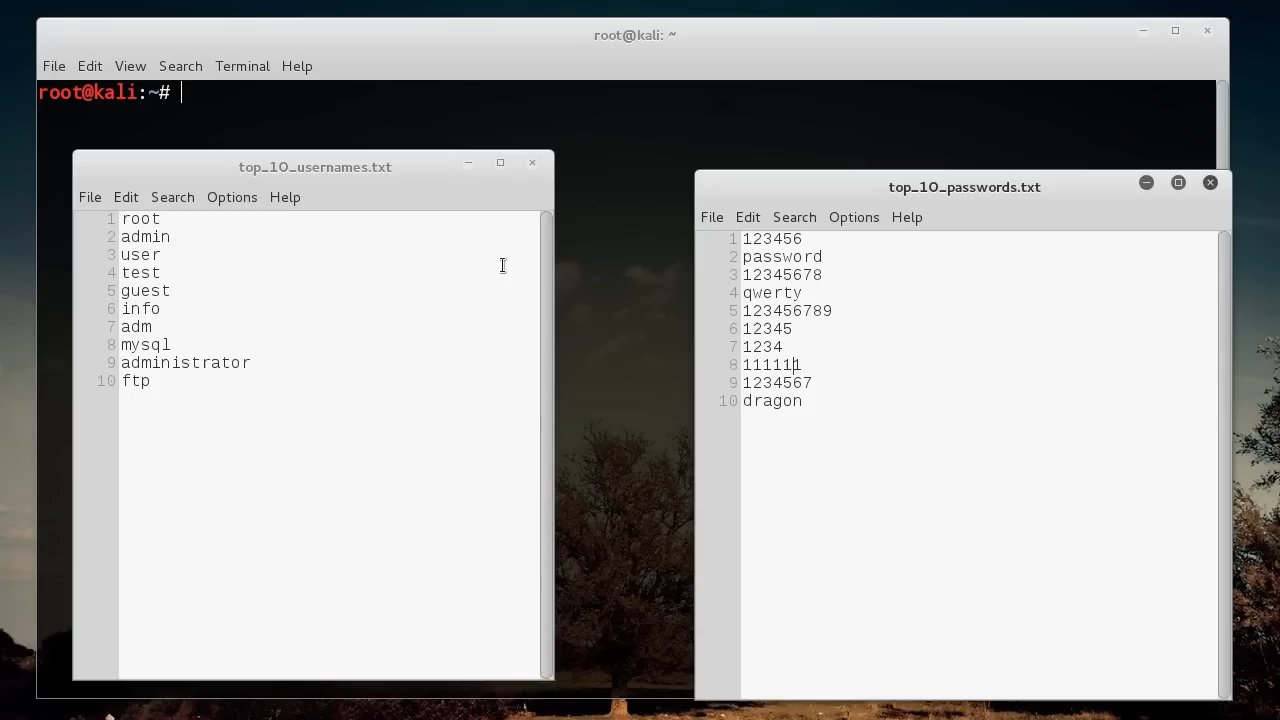 root@kali: ~
File Edit View Search Terminal Help
root@kali:~#
top_10_usernames.txt
File Edit Search Options Help
1 root
2 admin
3 user
4 test
5 guest
6 info
7 adm
8 mysql
9 administrator
10 ftp
top_10_passwords.txt
File Edit Search Options Help
1 123456
2 password
3 12345678
4 qwerty
5 123456789
6 12345
7 1234
8 111111
9 1234567
10 dragon